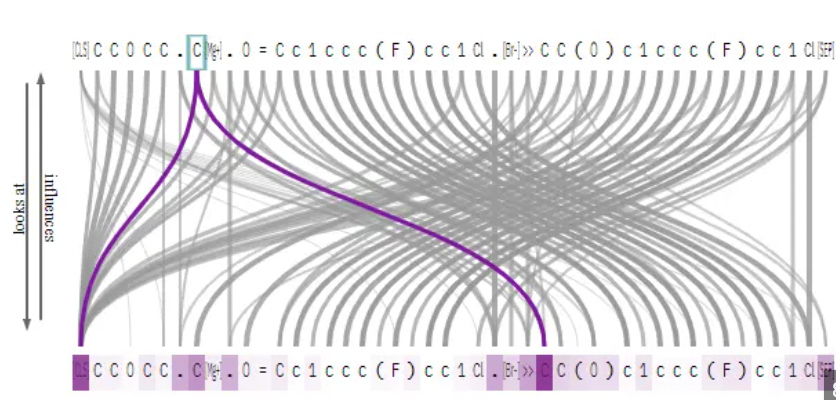 [CLS] C C O C C . C [Mg+] . O = C c 1 c c c ( F ) c c 1 Cl . [Br-] >> C C ( O ) c 1 c c c ( F ) c c 1 Cl [SEP]
looks at
influences
[CLS] C C O C C . C [Mg+] . O = C c 1 c c c ( F ) c c 1 Cl . [Br-] >> C C ( O ) c 1 c c c ( F ) c c 1 Cl [SEP]